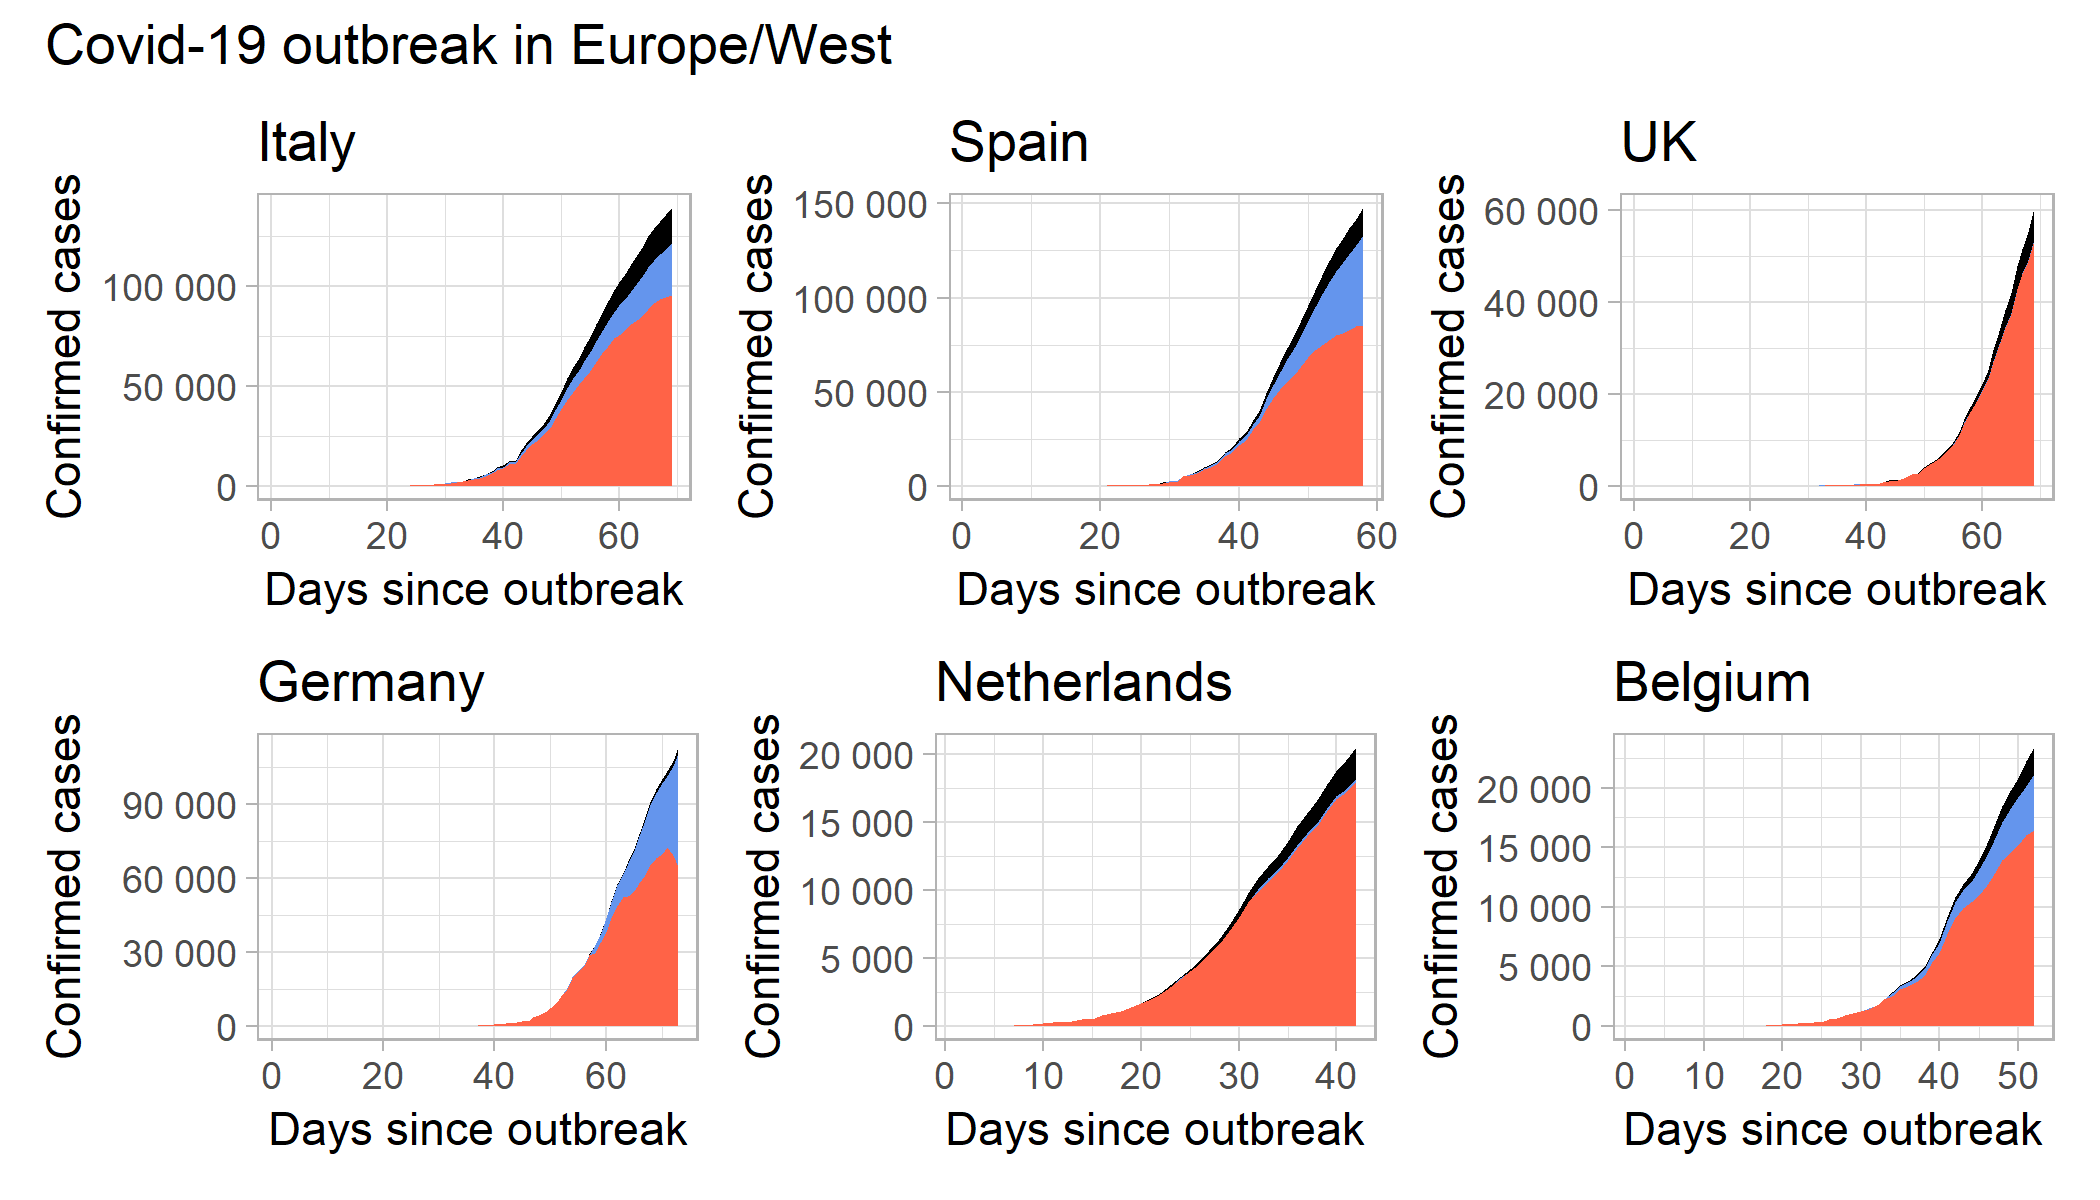 Covid-19 outbreak in Europe/West
Italy
Confirmed cases
100 000
50 000
0
0 20 40 60
Days since outbreak
Spain
Confirmed cases
150 000
100 000
50 000
0
0 20 40 60
Days since outbreak
UK
Confirmed cases
60 000
40 000
20 000
0
0 20 40 60
Days since outbreak
Germany
Confirmed cases
90 000
60 000
30 000
0
0 20 40 60
Days since outbreak
Netherlands
Confirmed cases
20 000
15 000
10 000
5 000
0
0 10 20 30 40
Days since outbreak
Belgium
Confirmed cases
20 000
15 000
10 000
5 000
0
0 10 20 30 40 50
Days since outbreak